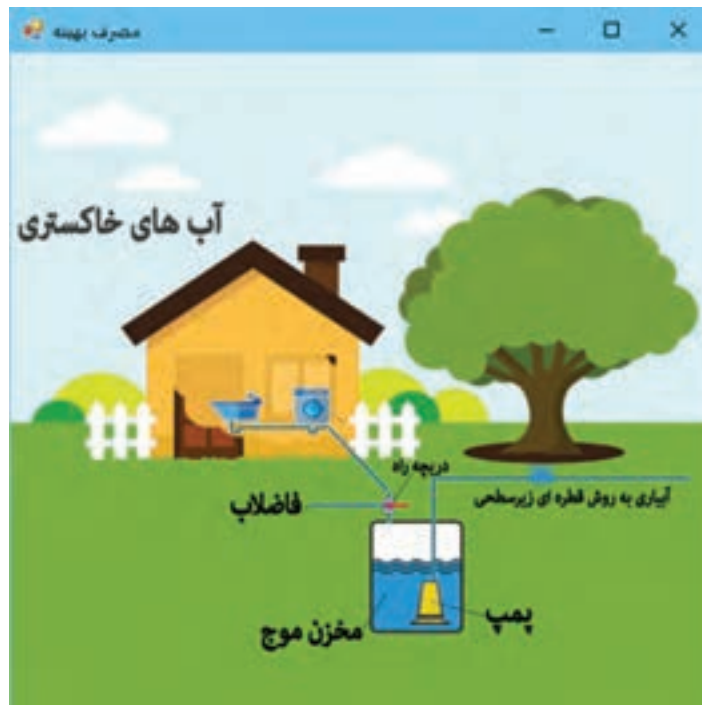 مصرف بهینه
آب های خاکستری
دریچه راه
آبیاری به روش قطره ای زیرسطحی
فاضلاب
پمپ
مخزن موج